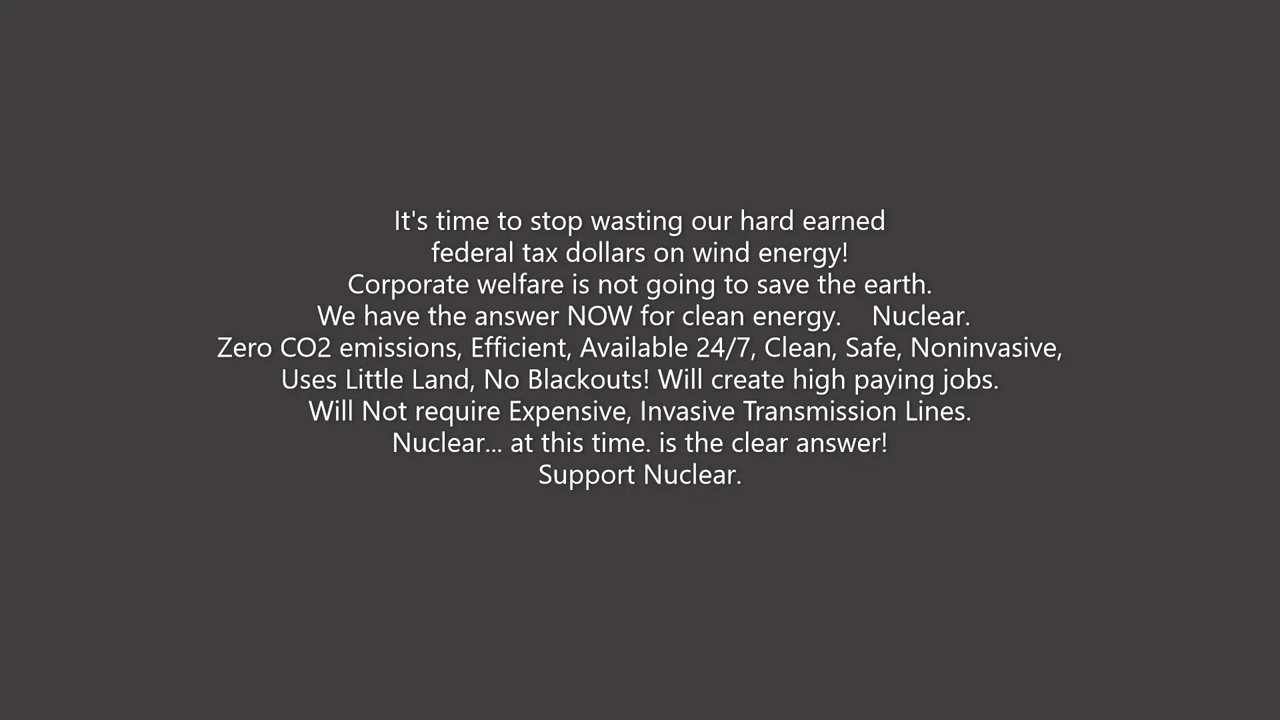 It's time to stop wasting our hard earned
federal tax dollars on wind energy!
Corporate welfare is not going to save the earth.
We have the answer NOW for clean energy.    Nuclear.
Zero CO2 emissions, Efficient, Available 24/7, Clean, Safe, Noninvasive,
Uses Little Land, No Blackouts! Will create high paying jobs.
Will Not require Expensive, Invasive Transmission Lines.
Nuclear... at this time. is the clear answer!
Support Nuclear.